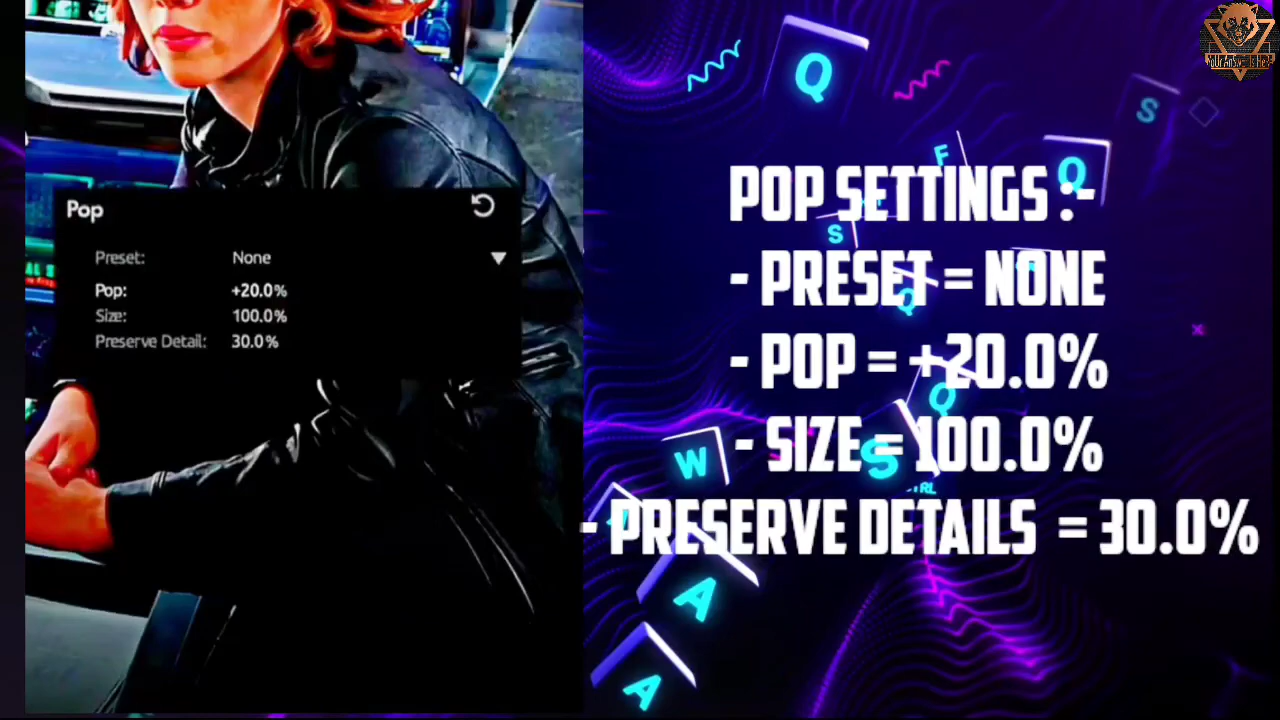 Pop
Preset: None
Pop: +20.0%
Size: 100.0%
Preserve Detail: 30.0%
POP SETTINGS :-
- PRESET = NONE
- POP = +20.0%
- SIZE = 100.0%
- PRESERVE DETAILS = 30.0%
Q
S
F
Q
S
Q
Q
W
S
A
A